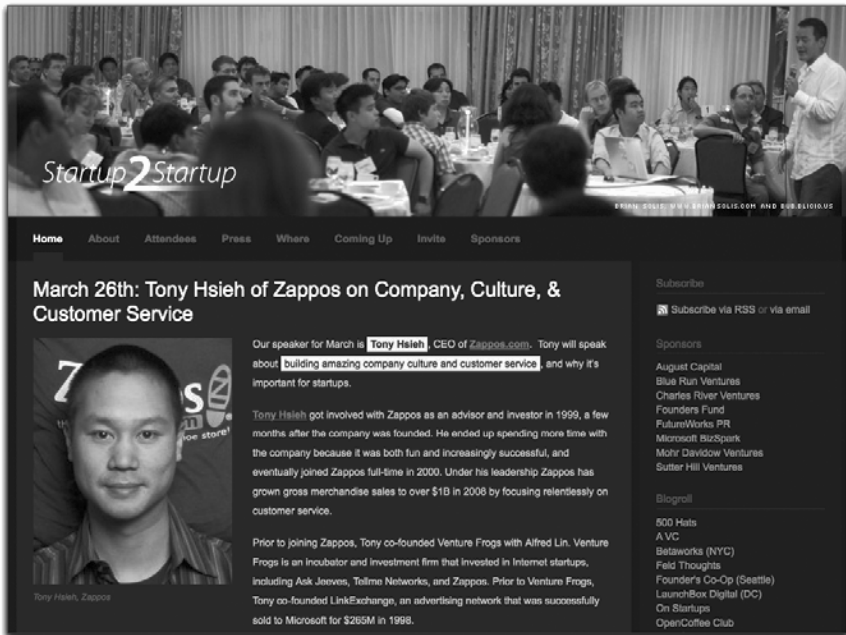 Startup2Startup
BRIAN SOLIS, WWW.BRIANSOLIS.COM AND BUB.BLICIO.US
Home About Attendees Press Where Coming Up Invite Sponsors
March 26th: Tony Hsieh of Zappos on Company, Culture, &
Customer Service
Our speaker for March is Tony Hsieh, CEO of Zappos.com. Tony will speak
about building amazing company culture and customer service, and why it's
important for startups.
Tony Hsieh got involved with Zappos as an advisor and investor in 1999, a few
months after the company was founded. He ended up spending more time with
the company because it was both fun and increasingly successful, and
eventually joined Zappos full-time in 2000. Under his leadership Zappos has
grown gross merchandise sales to over $1B in 2008 by focusing relentlessly on
customer service.
Prior to joining Zappos, Tony co-founded Venture Frogs with Alfred Lin. Venture
Frogs is an incubator and investment firm that invested in Internet startups,
including Ask Jeeves, Tellme Networks, and Zappos. Prior to Venture Frogs,
Tony co-founded LinkExchange, an advertising network that was successfully
sold to Microsoft for $265M in 1998.
Tony Hsieh, Zappos
Subscribe
Subscribe via RSS or via email
Sponsors
August Capital
Blue Run Ventures
Charles River Ventures
Founders Fund
FutureWorks PR
Microsoft BizSpark
Mohr Davidow Ventures
Sutter Hill Ventures
Blogroll
500 Hats
A VC
Betaworks (NYC)
Feld Thoughts
Founder's Co-Op (Seattle)
LaunchBox Digital (DC)
On Startups
OpenCoffee Club